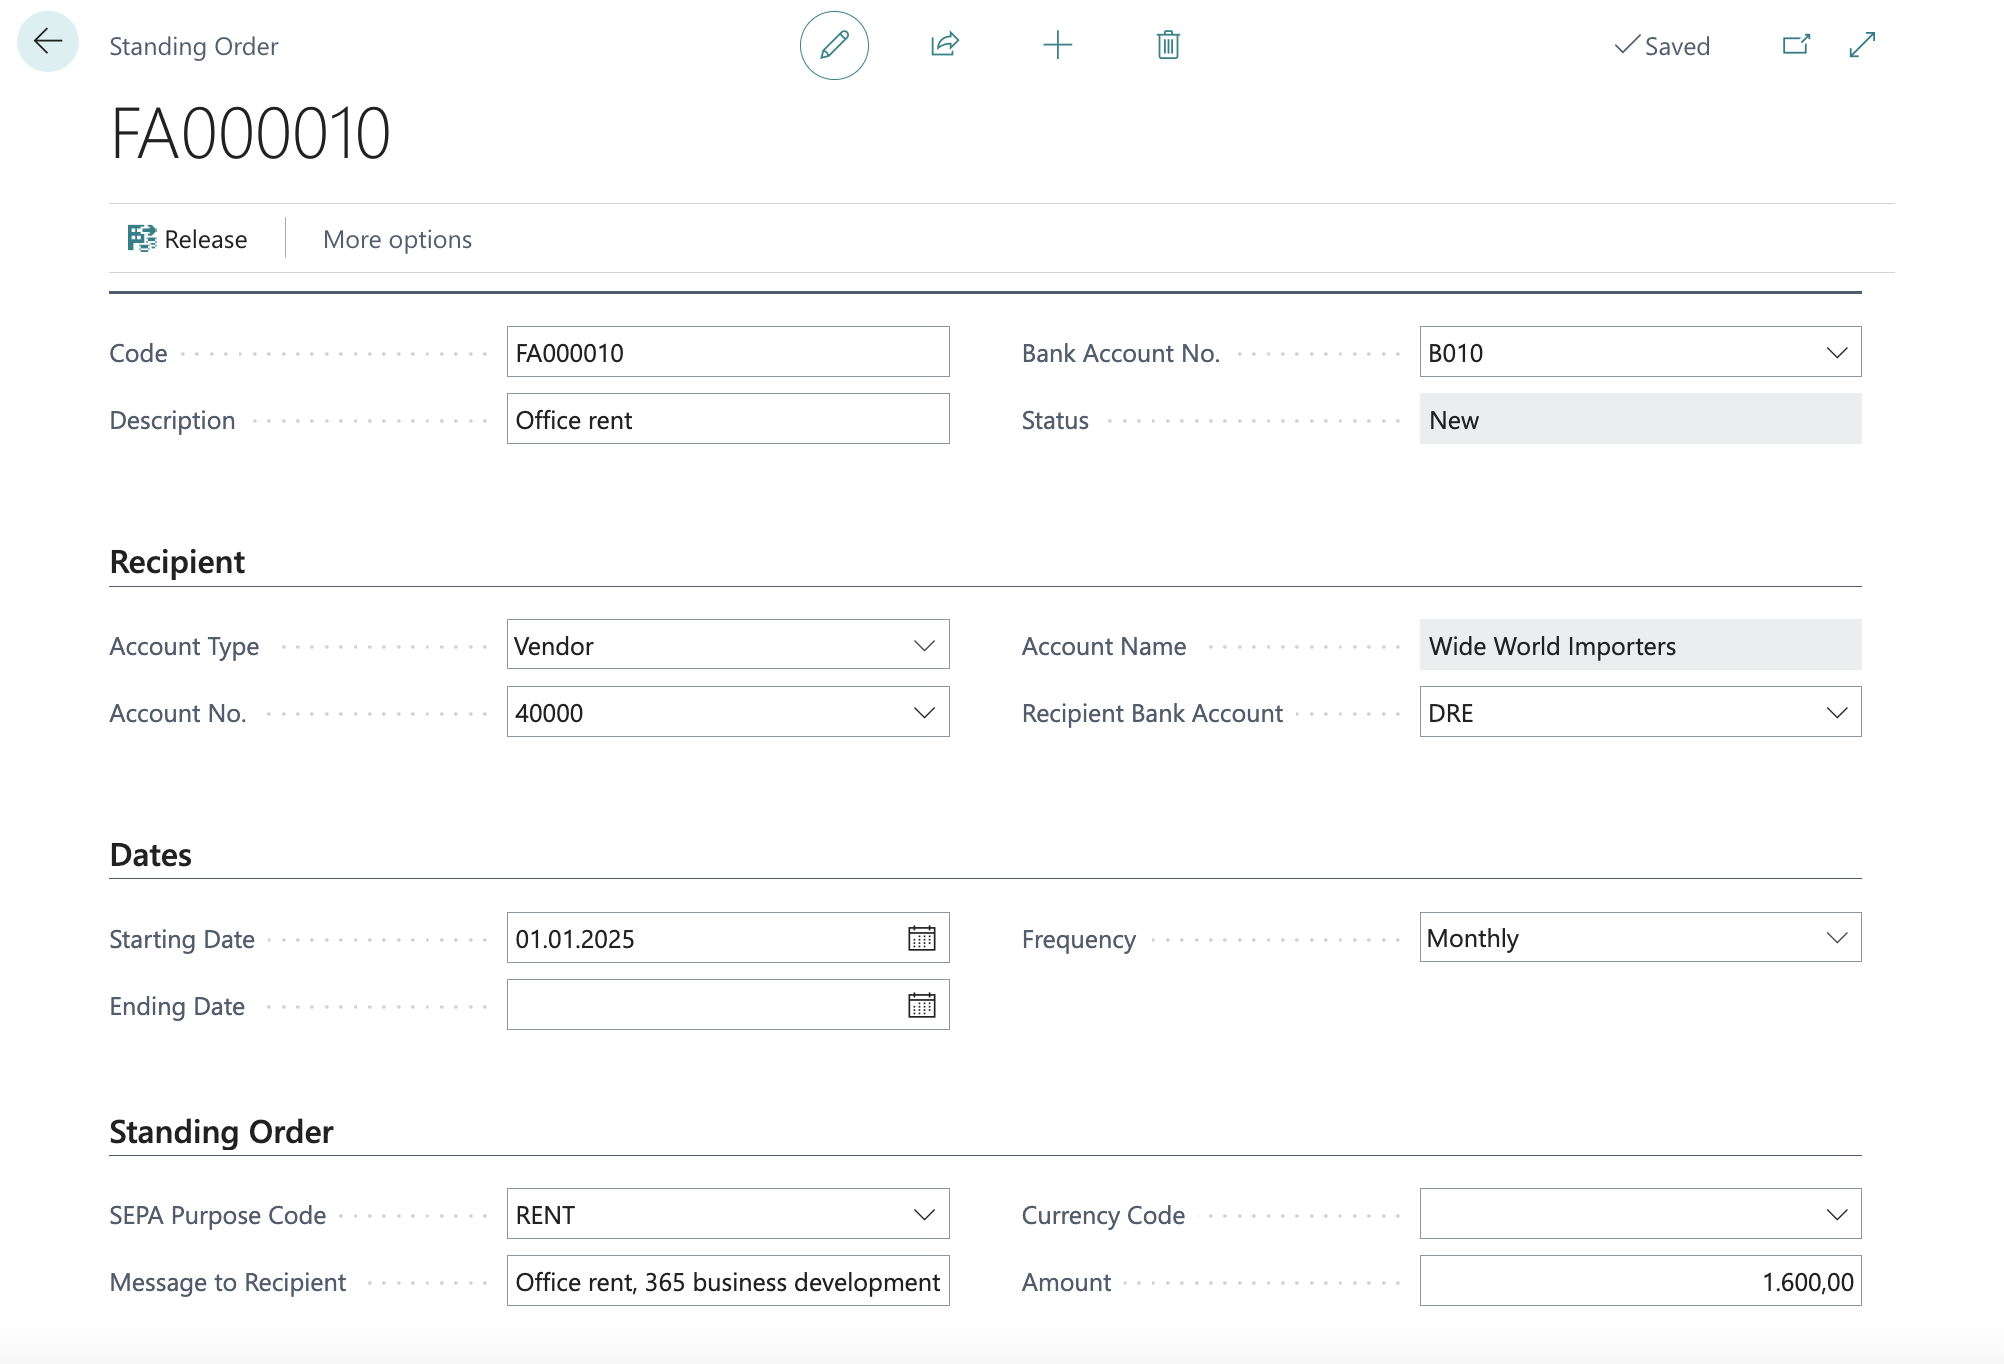 Standing Order
Saved
FA000010
Release
More options
Code
FA000010
Bank Account No.
B010
Description
Office rent
Status
New
Recipient
Account Type
Vendor
Account Name
Wide World Importers
Account No.
40000
Recipient Bank Account
DRE
Dates
Starting Date
01.01.2025
Frequency
Monthly
Ending Date
Standing Order
SEPA Purpose Code
RENT
Currency Code
Message to Recipient
Office rent, 365 business development
Amount
1.600,00